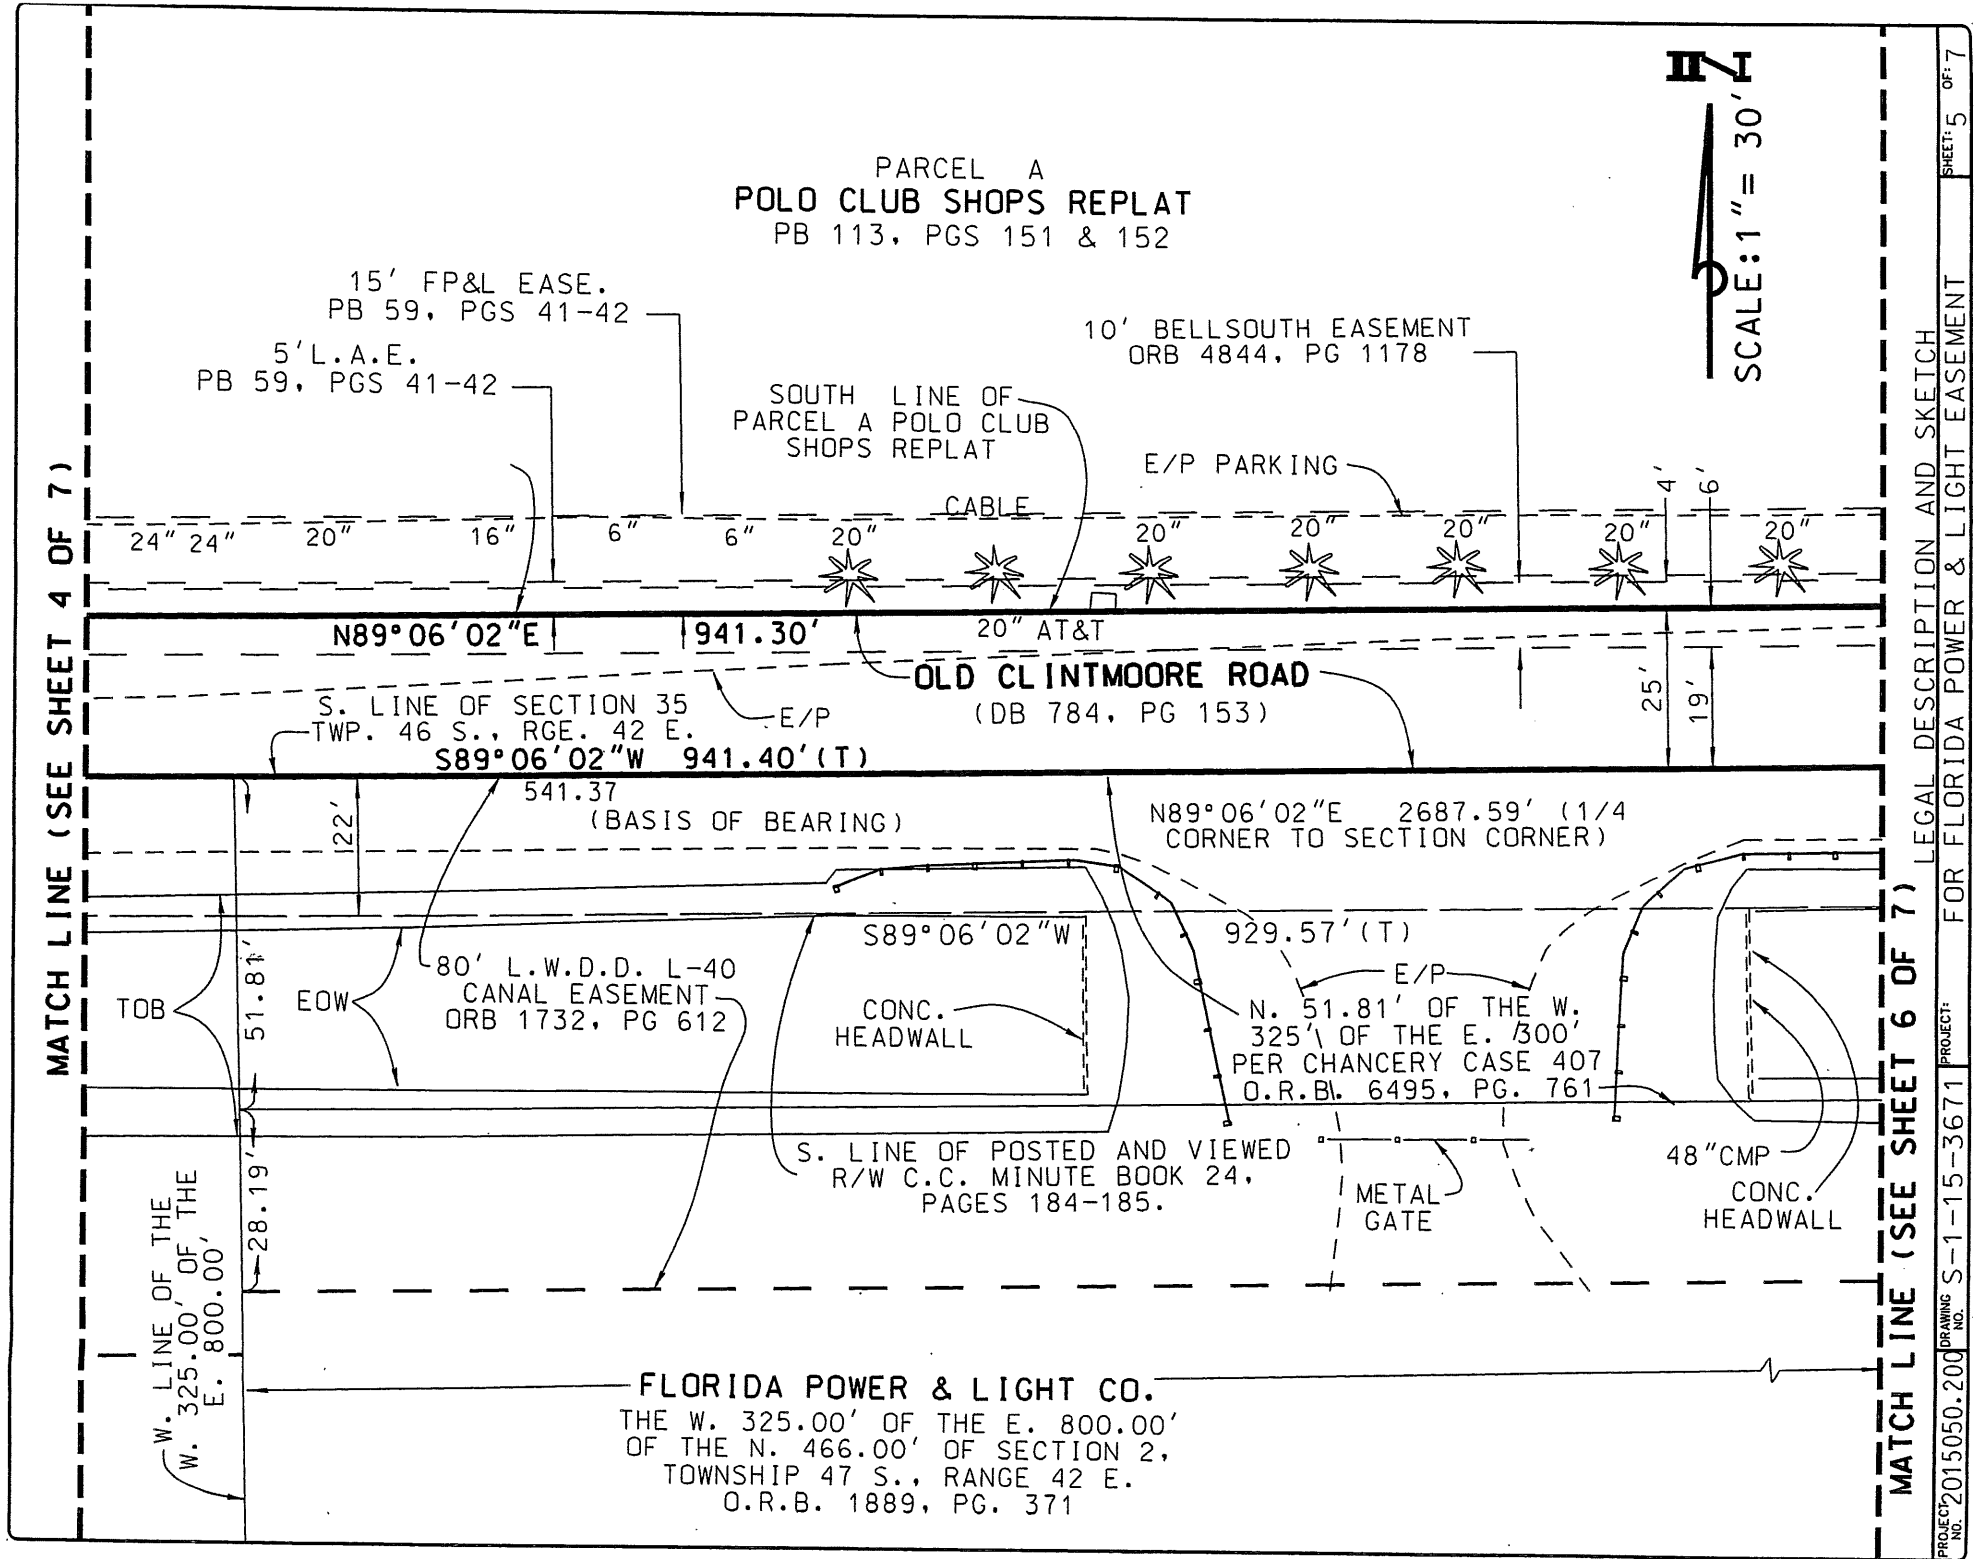 PARCEL A
POLO CLUB SHOPS REPLAT
PB 113, PGS 151 & 152
SCALE: 1"= 30'
15' FP&L EASE.
PB 59, PGS 41-42
5' L.A.E.
PB 59, PGS 41-42
10' BELLSOUTH EASEMENT
ORB 4844, PG 1178
SOUTH LINE OF
PARCEL A POLO CLUB
SHOPS REPLAT
E/P PARKING
CABLE
4'
6'
24" 24" 20" 16" 6" 6" 20" 20" 20" 20" 20" 20"
N89°06'02"E 941.30'
20" AT&T
OLD CLINTMOORE ROAD
(DB 784, PG 153)
25'
19'
S. LINE OF SECTION 35
TWP. 46 S., RGE. 42 E.
E/P
S89°06'02"W 941.40'(T)
541.37
(BASIS OF BEARING)
N89°06'02"E 2687.59' (1/4
CORNER TO SECTION CORNER)
22'
S89°06'02"W 929.57'(T)
51.81'
TOB
EOW
80' L.W.D.D. L-40
CANAL EASEMENT
ORB 1732, PG 612
CONC.
HEADWALL
E/P
N. 51.81' OF THE W.
325' OF THE E. 300'
PER CHANCERY CASE 407
O.R.B. 6495, PG. 761
S. LINE OF POSTED AND VIEWED
R/W C.C. MINUTE BOOK 24,
PAGES 184-185.
METAL
GATE
48"CMP
CONC.
HEADWALL
28.19'
W. LINE OF THE
W. 325.00' OF THE
E. 800.00'
FLORIDA POWER & LIGHT CO.
THE W. 325.00' OF THE E. 800.00'
OF THE N. 466.00' OF SECTION 2,
TOWNSHIP 47 S., RANGE 42 E.
O.R.B. 1889, PG. 371
MATCH LINE (SEE SHEET 4 OF 7)
MATCH LINE (SEE SHEET 6 OF 7)
LEGAL DESCRIPTION AND SKETCH
FOR FLORIDA POWER & LIGHT EASEMENT
PROJECT NO. 2015050.200
DRAWING NO. S-1-15-3671
PROJECT:
SHEET: 5 OF: 7